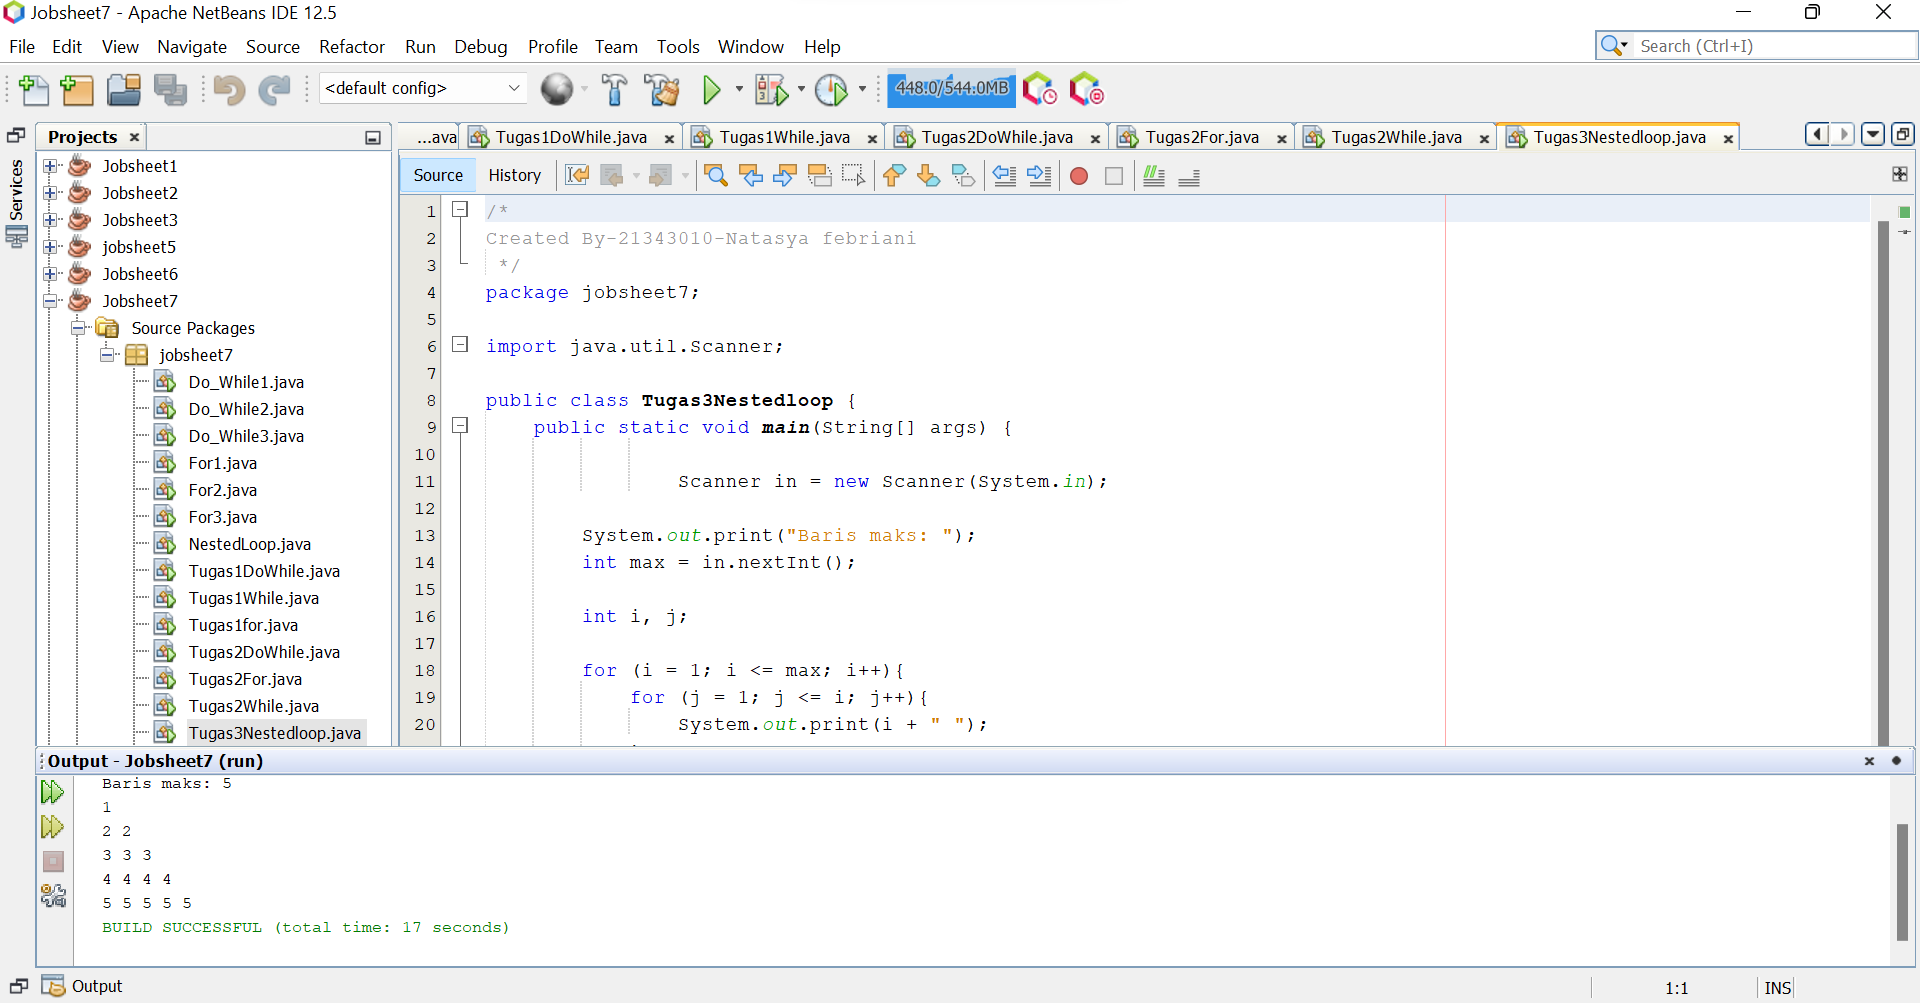 Jobsheet7 - Apache NetBeans IDE 12.5
File Edit View Navigate Source Refactor Run Debug Profile Team Tools Window Help
Search (Ctrl+I)
<default config>
448.0/544.0MB
Services
Projects
Jobsheet1
Jobsheet2
Jobsheet3
jobsheet5
Jobsheet6
Jobsheet7
Source Packages
jobsheet7
Do_While1.java
Do_While2.java
Do_While3.java
For1.java
For2.java
For3.java
NestedLoop.java
Tugas1DoWhile.java
Tugas1While.java
Tugas1for.java
Tugas2DoWhile.java
Tugas2For.java
Tugas2While.java
Tugas3Nestedloop.java
...ava Tugas1DoWhile.java Tugas1While.java Tugas2DoWhile.java Tugas2For.java Tugas2While.java Tugas3Nestedloop.java
Source History
1 /*
2 Created By-21343010-Natasya febriani
3 */
4 package jobsheet7;
5
6 import java.util.Scanner;
7
8 public class Tugas3Nestedloop {
9 public static void main(String[] args) {
10
11 Scanner in = new Scanner(System.in);
12
13 System.out.print("Baris maks: ");
14 int max = in.nextInt();
15
16 int i, j;
17
18 for (i = 1; i <= max; i++){
19 for (j = 1; j <= i; j++){
20 System.out.print(i + " ");
Output - Jobsheet7 (run)
Baris maks: 5
1
2 2
3 3 3
4 4 4 4
5 5 5 5 5
BUILD SUCCESSFUL (total time: 17 seconds)
Output
1:1 INS